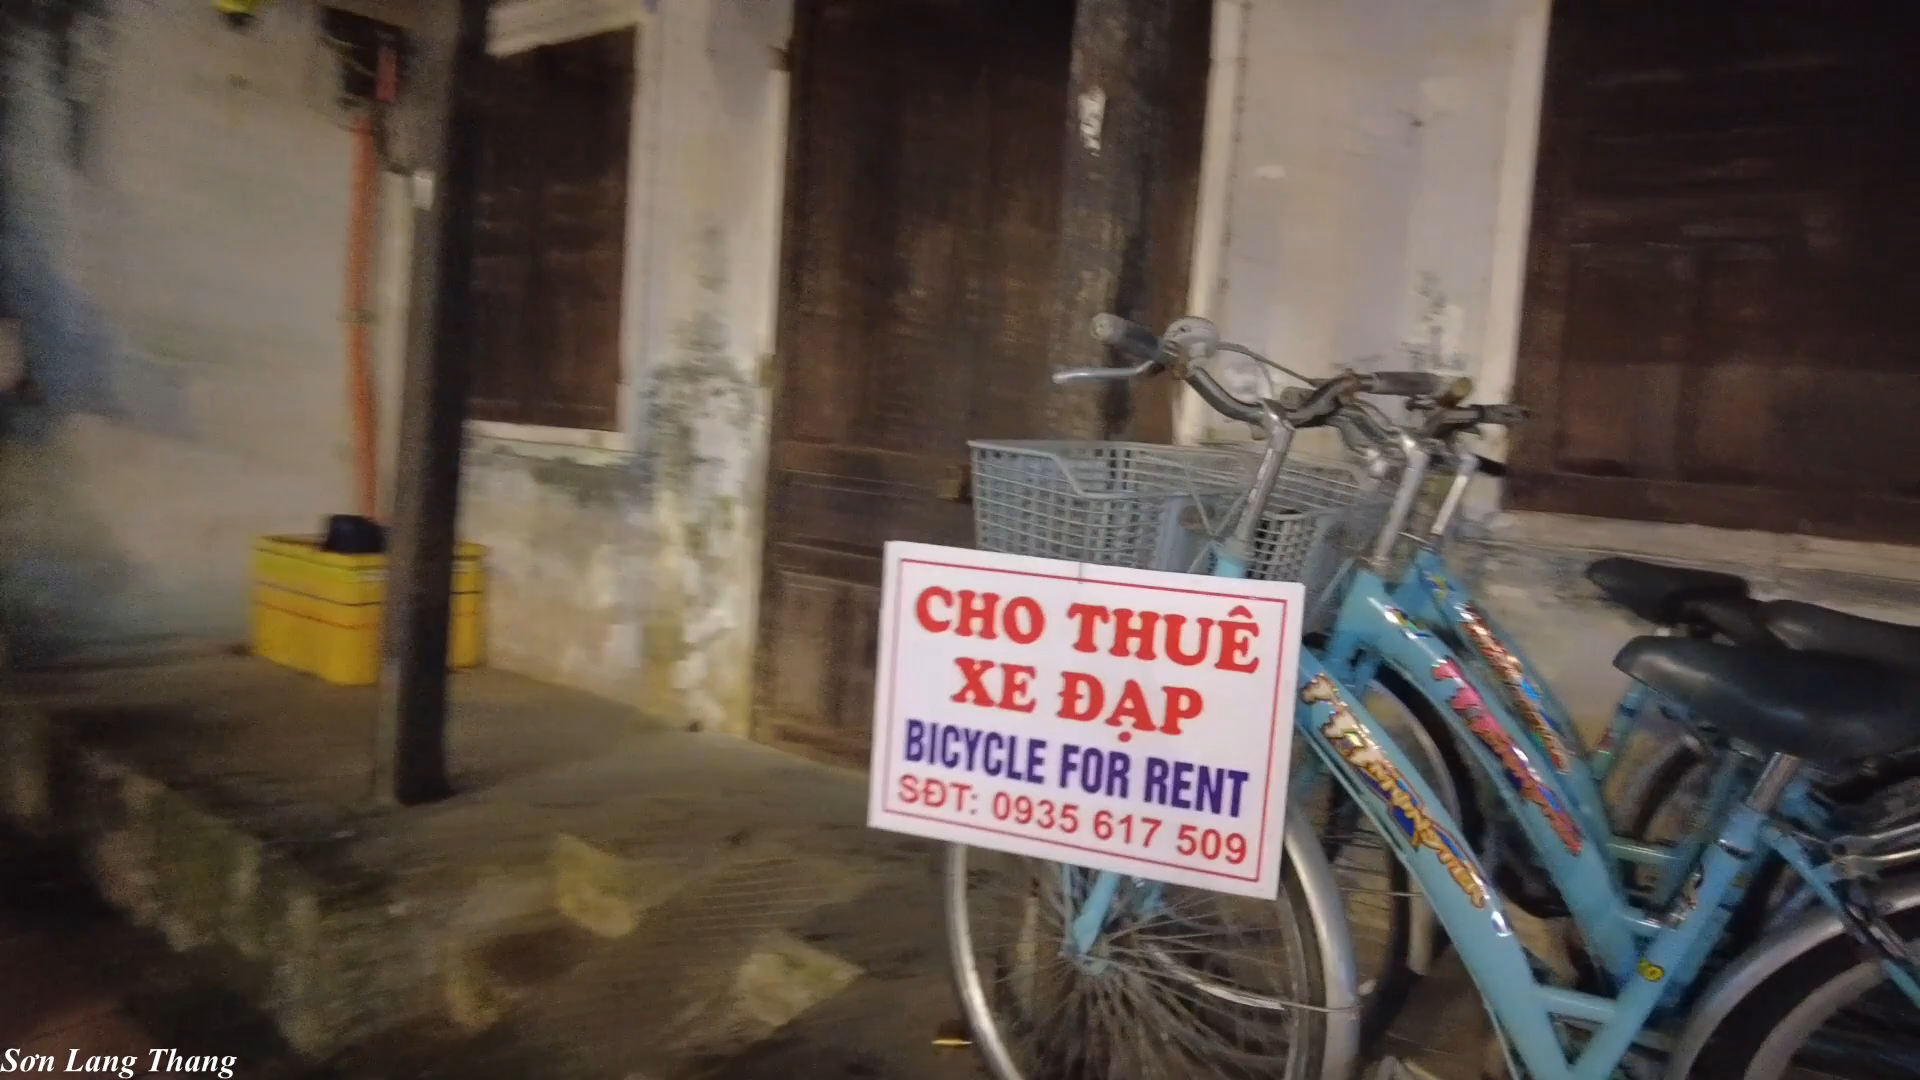 CHO THUÊ
XE ĐẠP
BICYCLE FOR RENT
SĐT: 0935 617 509
Sơn Lang Thang